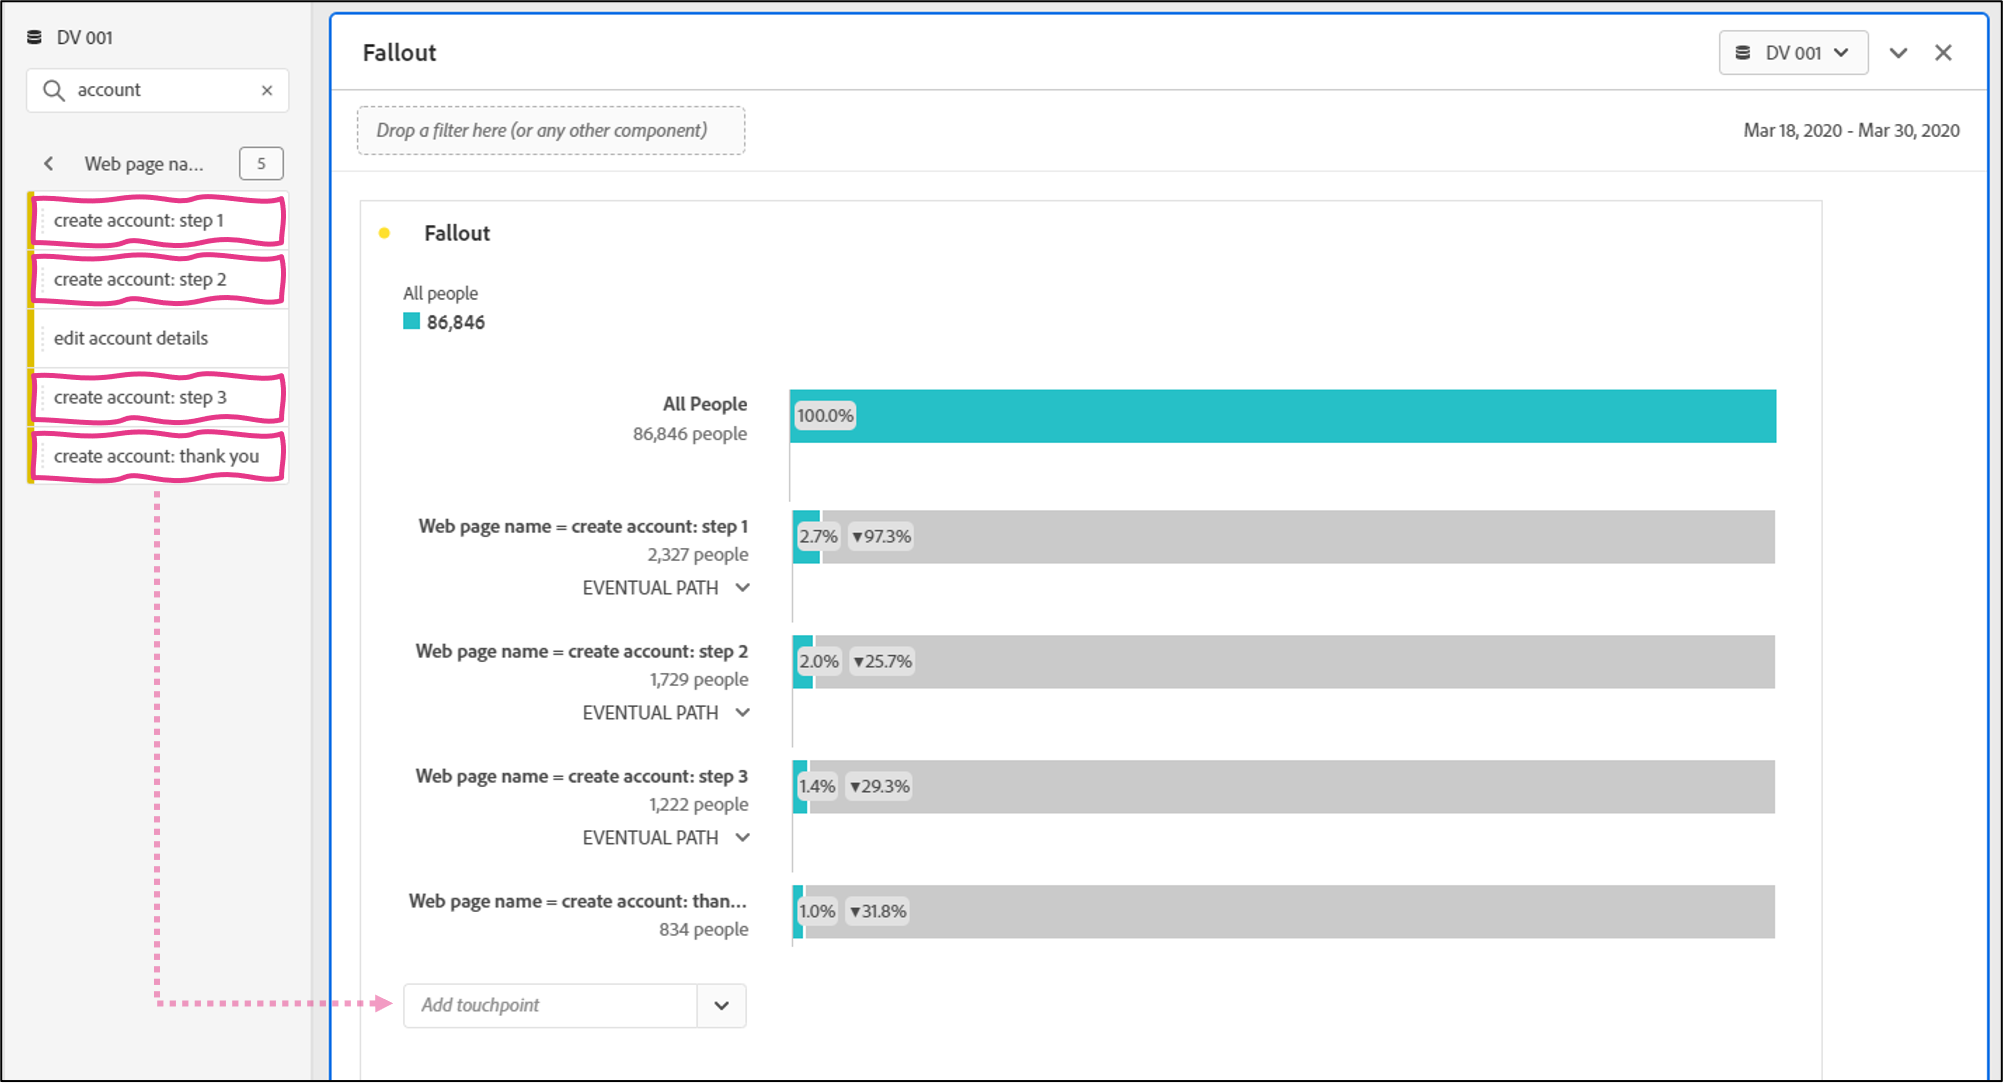 DV 001
account
Web page na...
5
create account: step 1
create account: step 2
edit account details
create account: step 3
create account: thank you
Fallout
DV 001
Drop a filter here (or any other component)
Mar 18, 2020 - Mar 30, 2020
Fallout
All people
86,846
All People
86,846 people
100.0%
Web page name = create account: step 1
2,327 people
EVENTUAL PATH
2.7% ▼97.3%
Web page name = create account: step 2
1,729 people
EVENTUAL PATH
2.0% ▼25.7%
Web page name = create account: step 3
1,222 people
EVENTUAL PATH
1.4% ▼29.3%
Web page name = create account: than...
834 people
1.0% ▼31.8%
Add touchpoint